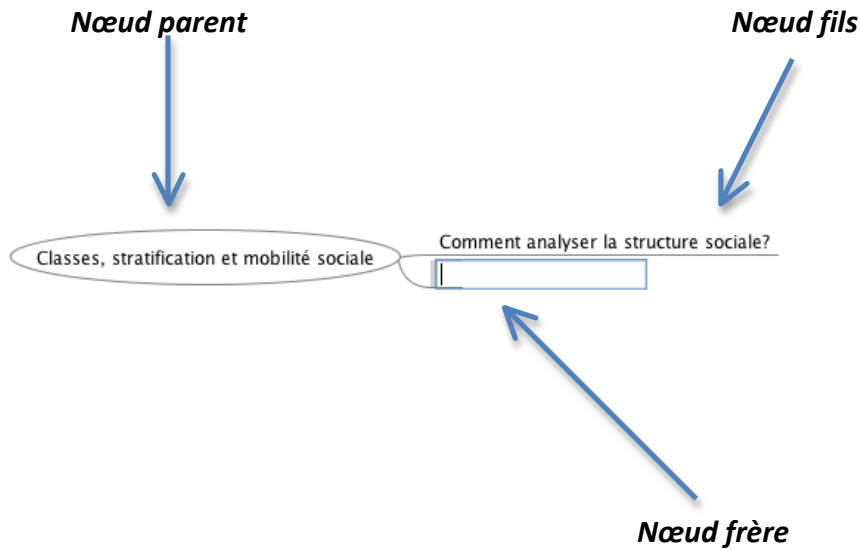 Nœud parent
Nœud fils
Comment analyser la structure sociale?
Classes, stratification et mobilité sociale
Nœud frère